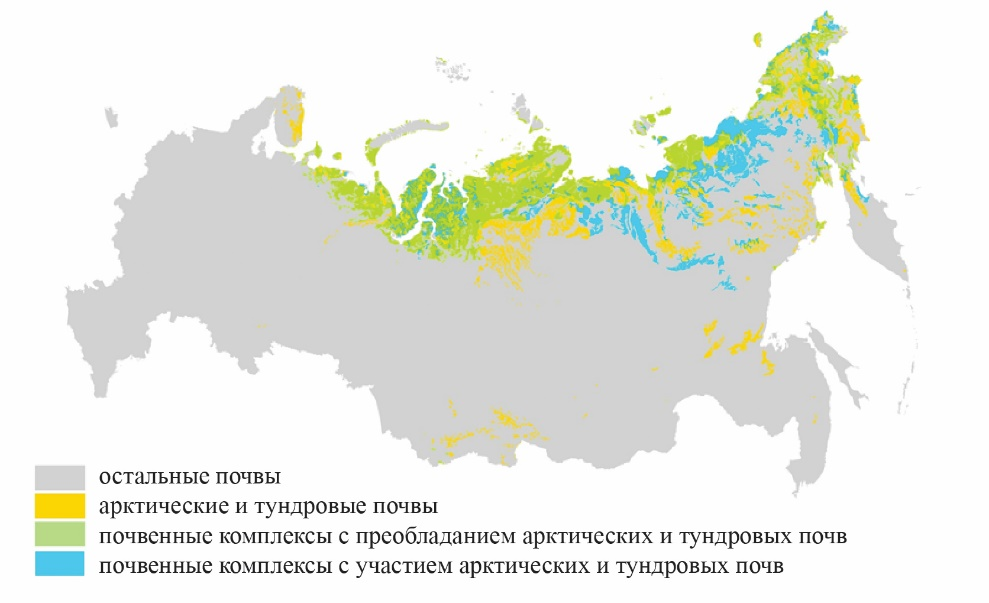 остальные почвы
арктические и тундровые почвы
почвенные комплексы с преобладанием арктических и тундровых почв
почвенные комплексы с участием арктических и тундровых почв